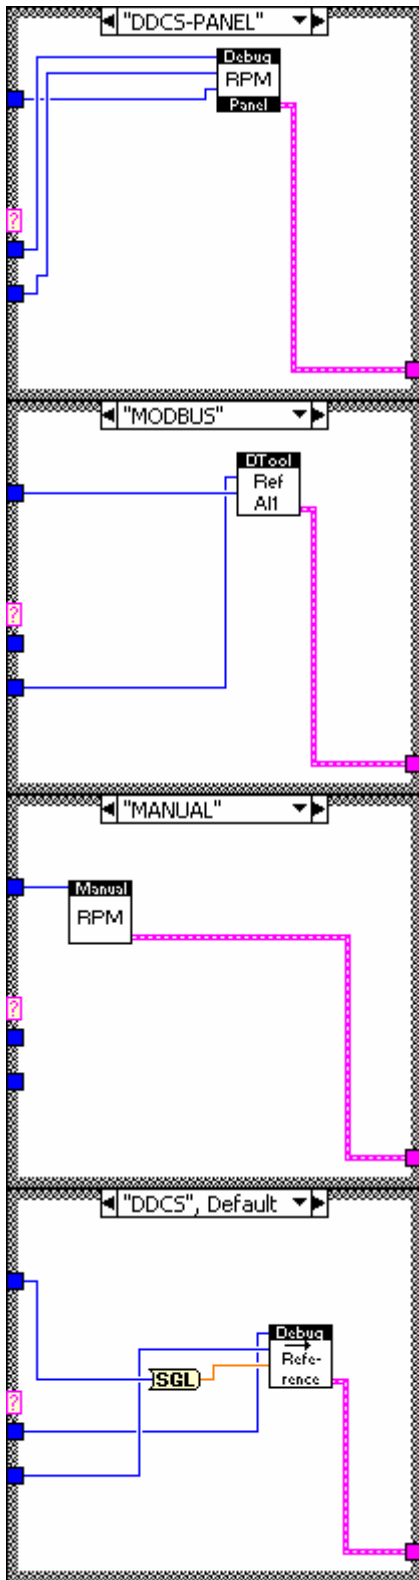 "DDCS-PANEL"
Debug
RPM
Panel
?
"MODBUS"
DTool
Ref
AI1
?
"MANUAL"
Manual
RPM
?
"DDCS", Default
Debug
Refe-
SGL
rence
?